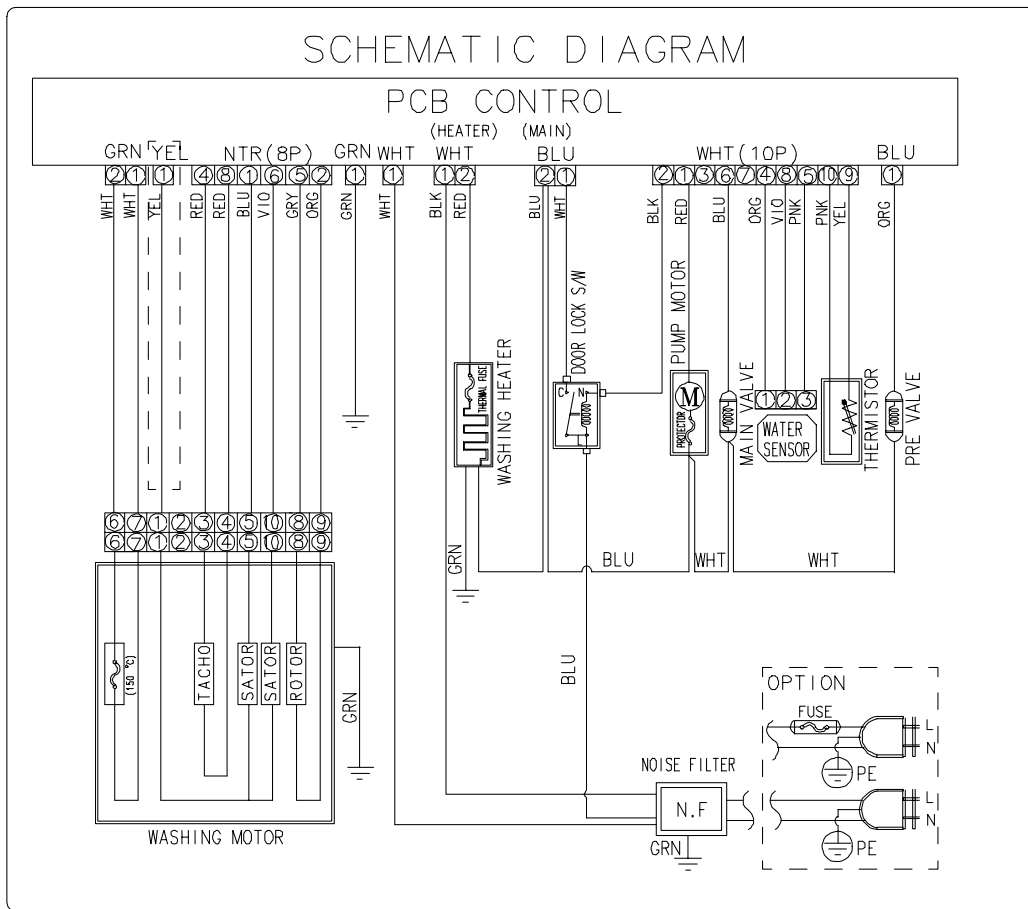 SCHEMATIC DIAGRAM
PCB CONTROL
(HEATER) (MAIN)
GRN YEL NTR(8P) GRN WHT WHT BLU WHT(10P) BLU
2 1 1 4 8 1 6 5 2 1 1 1 2 2 1 2 1 3 6 7 4 8 5 10 9 1
WHT WHT YEL RED RED BLU VIO GRY ORG GRN WHT BLK RED BLU WHT BLK RED BLU ORG VIO PNK PNK YEL ORG
THERMAL FUSE
WASHING HEATER
DOOR LOCK S/W
C N
L
PUMP MOTOR
M
PROTECTOR
MAIN VALVE
1 2 3
WATER
SENSOR
THERMISTOR
PRE VALVE
6 7 1 2 3 4 5 10 8 9
6 7 1 2 3 4 5 10 8 9
GRN
BLU WHT WHT
(150 °C)
TACHO
SATOR
SATOR
ROTOR
GRN
WASHING MOTOR
BLU
OPTION
FUSE
L
N
PE
NOISE FILTER
N.F
GRN
L
N
PE